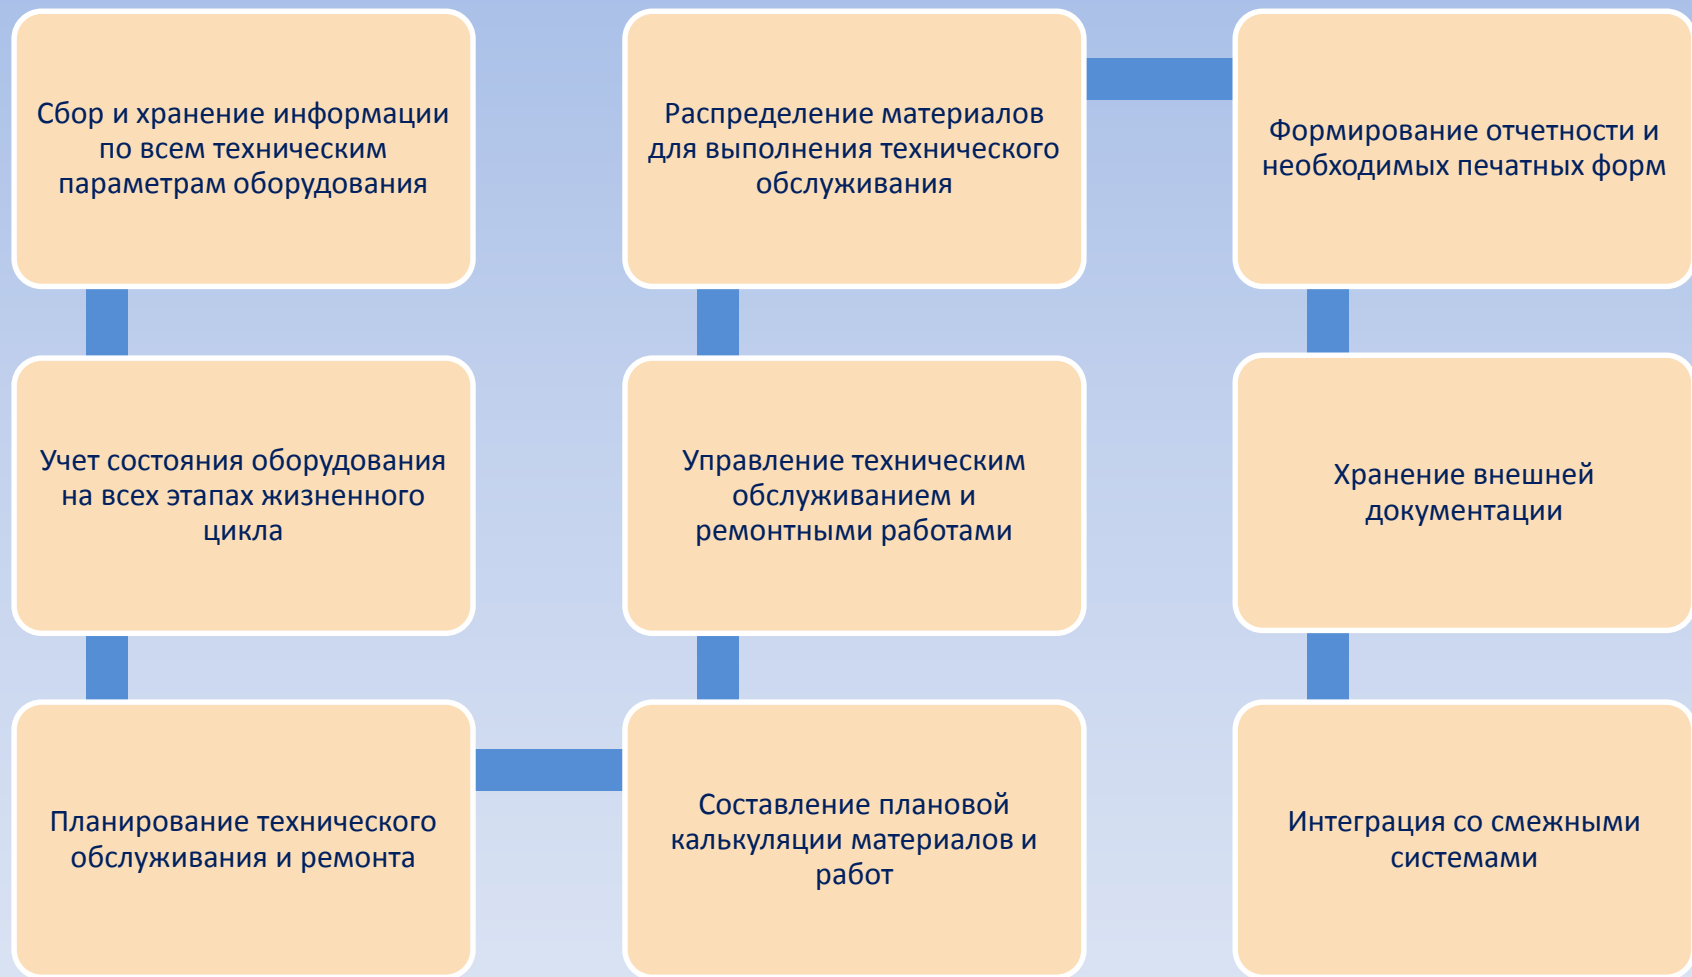 Сбор и хранение информации
по всем техническим
параметрам оборудования
Учет состояния оборудования
на всех этапах жизненного
цикла
Планирование технического
обслуживания и ремонта
Составление плановой
калькуляции материалов и
работ
Управление техническим
обслуживанием и
ремонтными работами
Распределение материалов
для выполнения технического
обслуживания
Формирование отчетности и
необходимых печатных форм
Хранение внешней
документации
Интеграция со смежными
системами